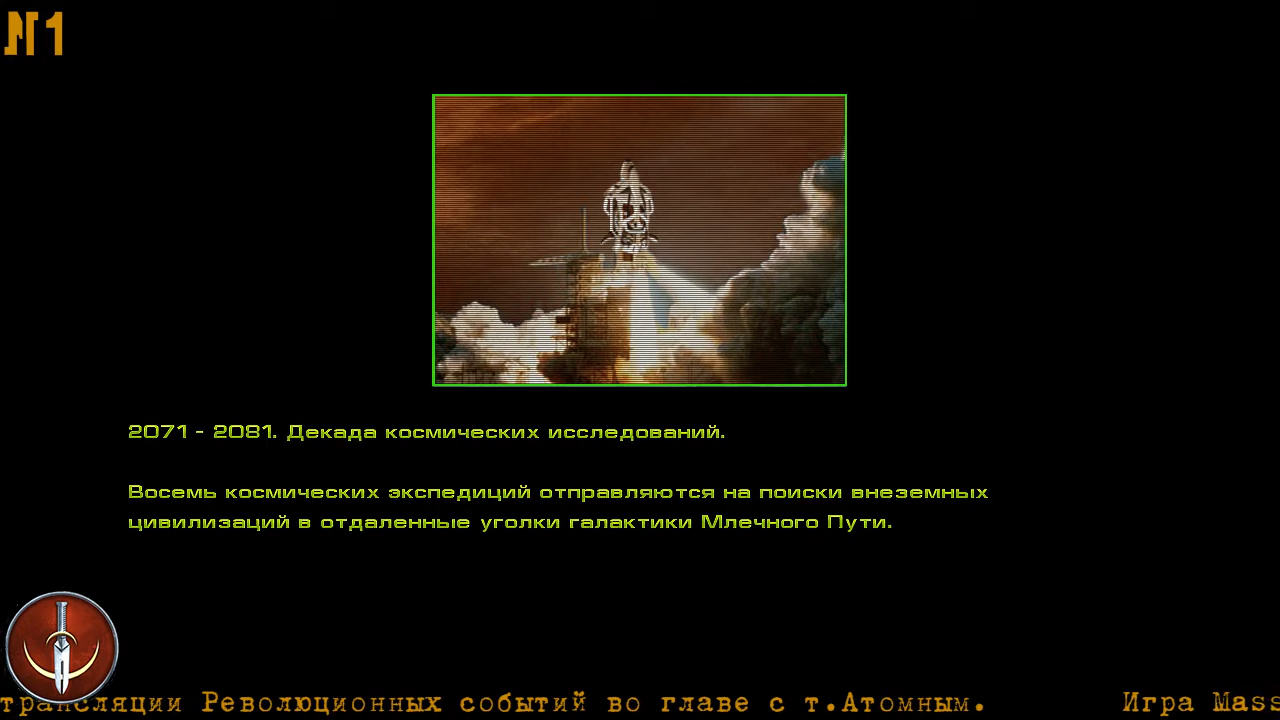 №1
2071 - 2081. Декада космических исследований.
Восемь космических экспедиций отправляются на поиски внеземных
цивилизаций в отдаленные уголки галактики Млечного Пути.
трансляции Революционных событий во главе с т.Атомным. Игра Mass